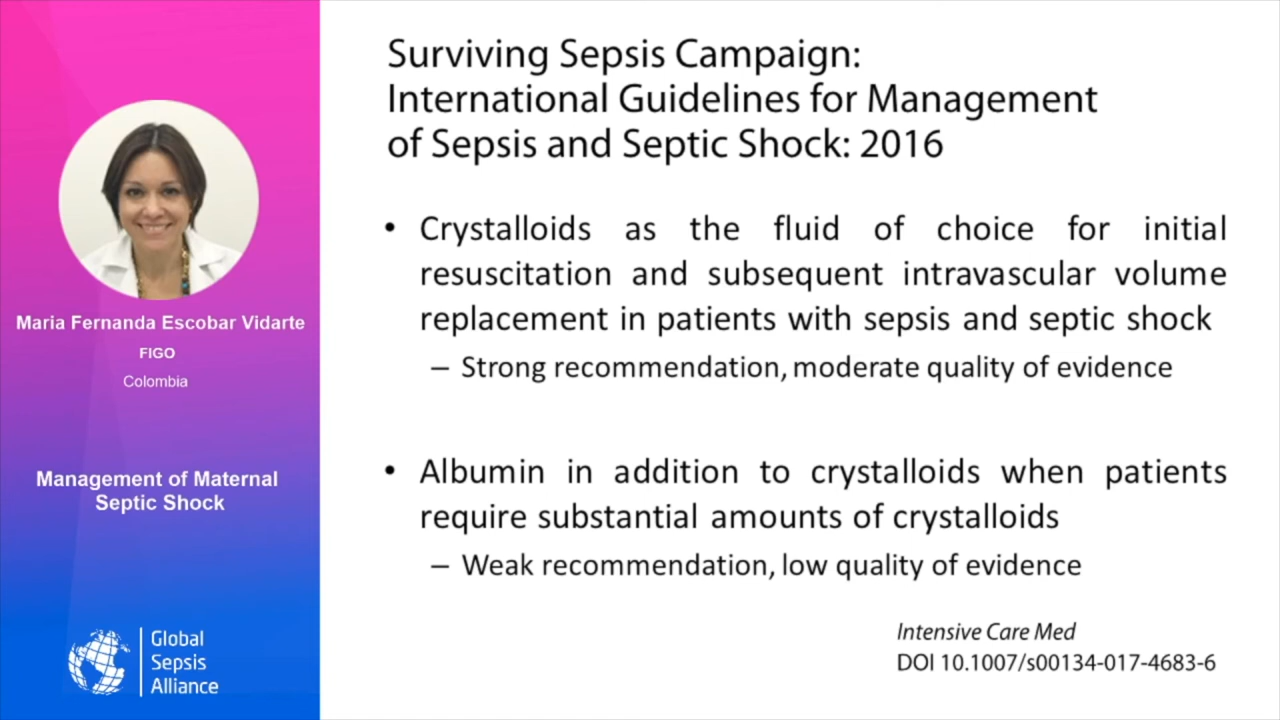 Maria Fernanda Escobar Vidarte
FIGO
Colombia
Management of Maternal
Septic Shock
Global
Sepsis
Alliance
Surviving Sepsis Campaign:
International Guidelines for Management
of Sepsis and Septic Shock: 2016
• Crystalloids as the fluid of choice for initial
resuscitation and subsequent intravascular volume
replacement in patients with sepsis and septic shock
– Strong recommendation, moderate quality of evidence
• Albumin in addition to crystalloids when patients
require substantial amounts of crystalloids
– Weak recommendation, low quality of evidence
Intensive Care Med
DOI 10.1007/s00134-017-4683-6